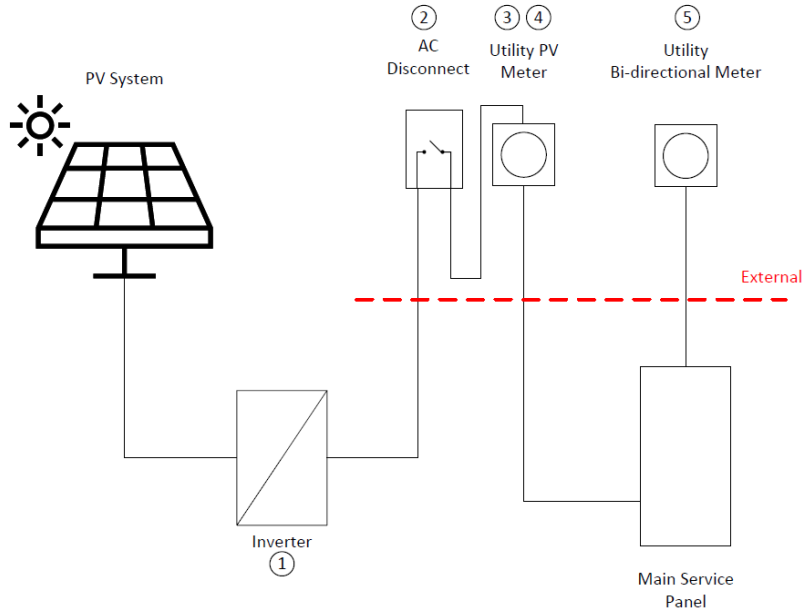 ② ③ ④ ⑤
AC
Disconnect
Utility PV
Meter
Utility
Bi-directional Meter
PV System
External
Inverter
①
Main Service
Panel